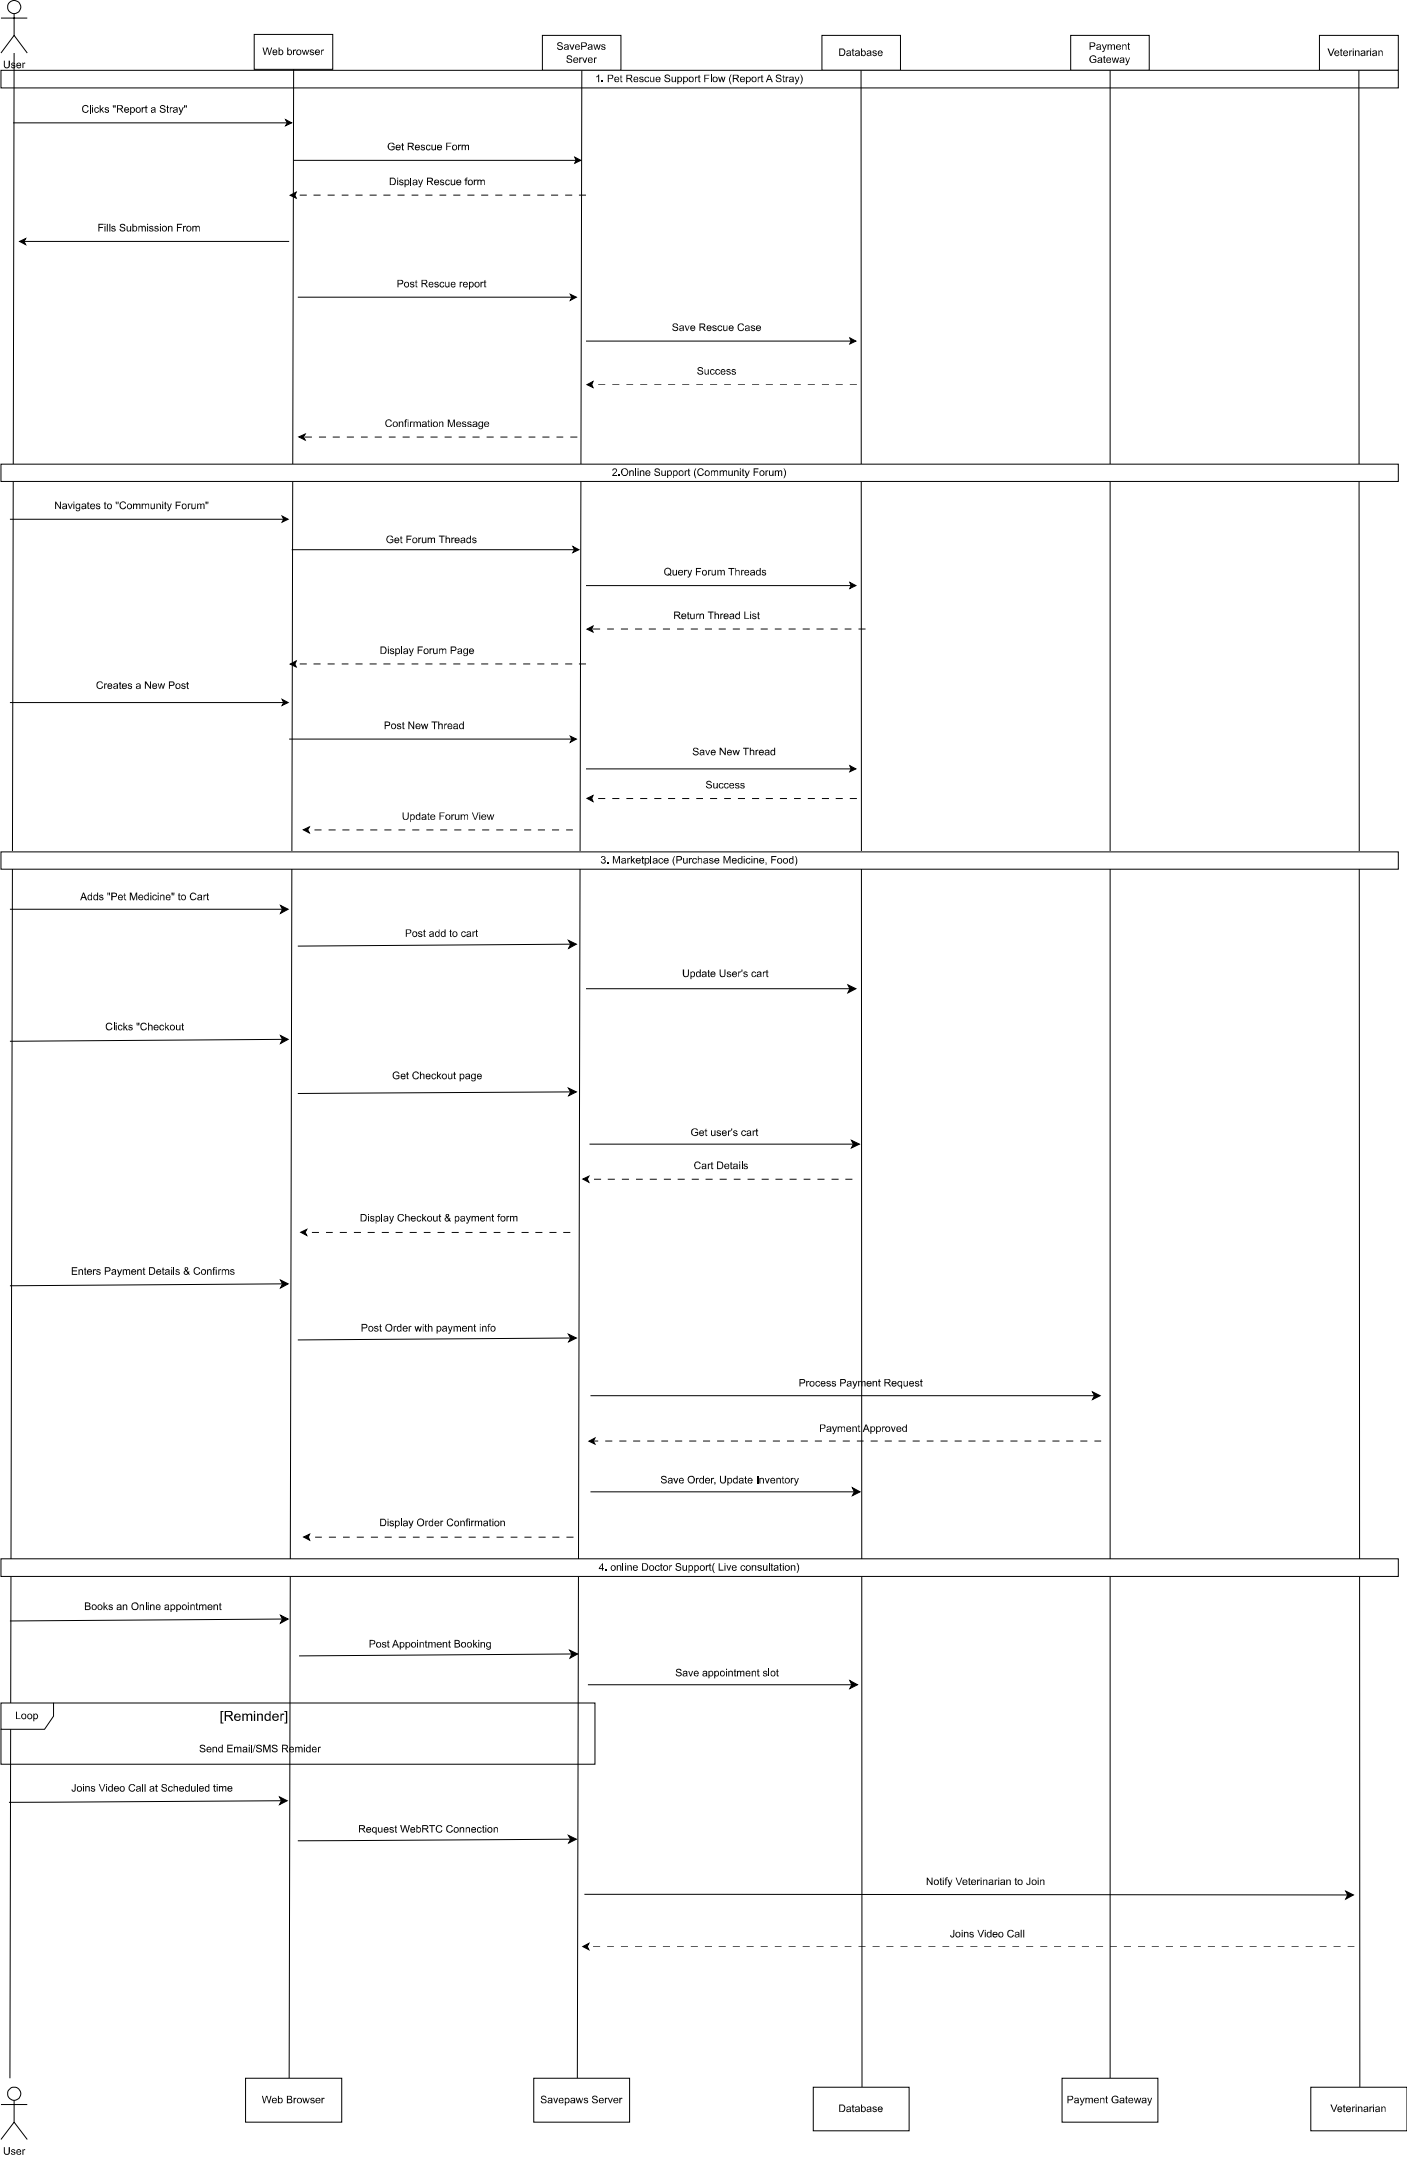 User
Web browser
SavePaws
Server
Database
Payment
Gateway
Veterinarian
1. Pet Rescue Support Flow (Report A Stray)
Clicks "Report a Stray"
Get Rescue Form
Display Rescue form
Fills Submission From
Post Rescue report
Save Rescue Case
Success
Confirmation Message
2.Online Support (Community Forum)
Navigates to "Community Forum"
Get Forum Threads
Query Forum Threads
Return Thread List
Display Forum Page
Creates a New Post
Post New Thread
Save New Thread
Success
Update Forum View
3. Marketplace (Purchase Medicine, Food)
Adds "Pet Medicine" to Cart
Post add to cart
Update User's cart
Clicks "Checkout
Get Checkout page
Get user's cart
Cart Details
Display Checkout & payment form
Enters Payment Details & Confirms
Post Order with payment info
Process Payment Request
Payment Approved
Save Order, Update Inventory
Display Order Confirmation
4. online Doctor Support( Live consultation)
Books an Online appointment
Post Appointment Booking
Save appointment slot
Loop
[Reminder]
Send Email/SMS Remider
Joins Video Call at Scheduled time
Request WebRTC Connection
Notify Veterinarian to Join
Joins Video Call
User
Web Browser
Savepaws Server
Database
Payment Gateway
Veterinarian